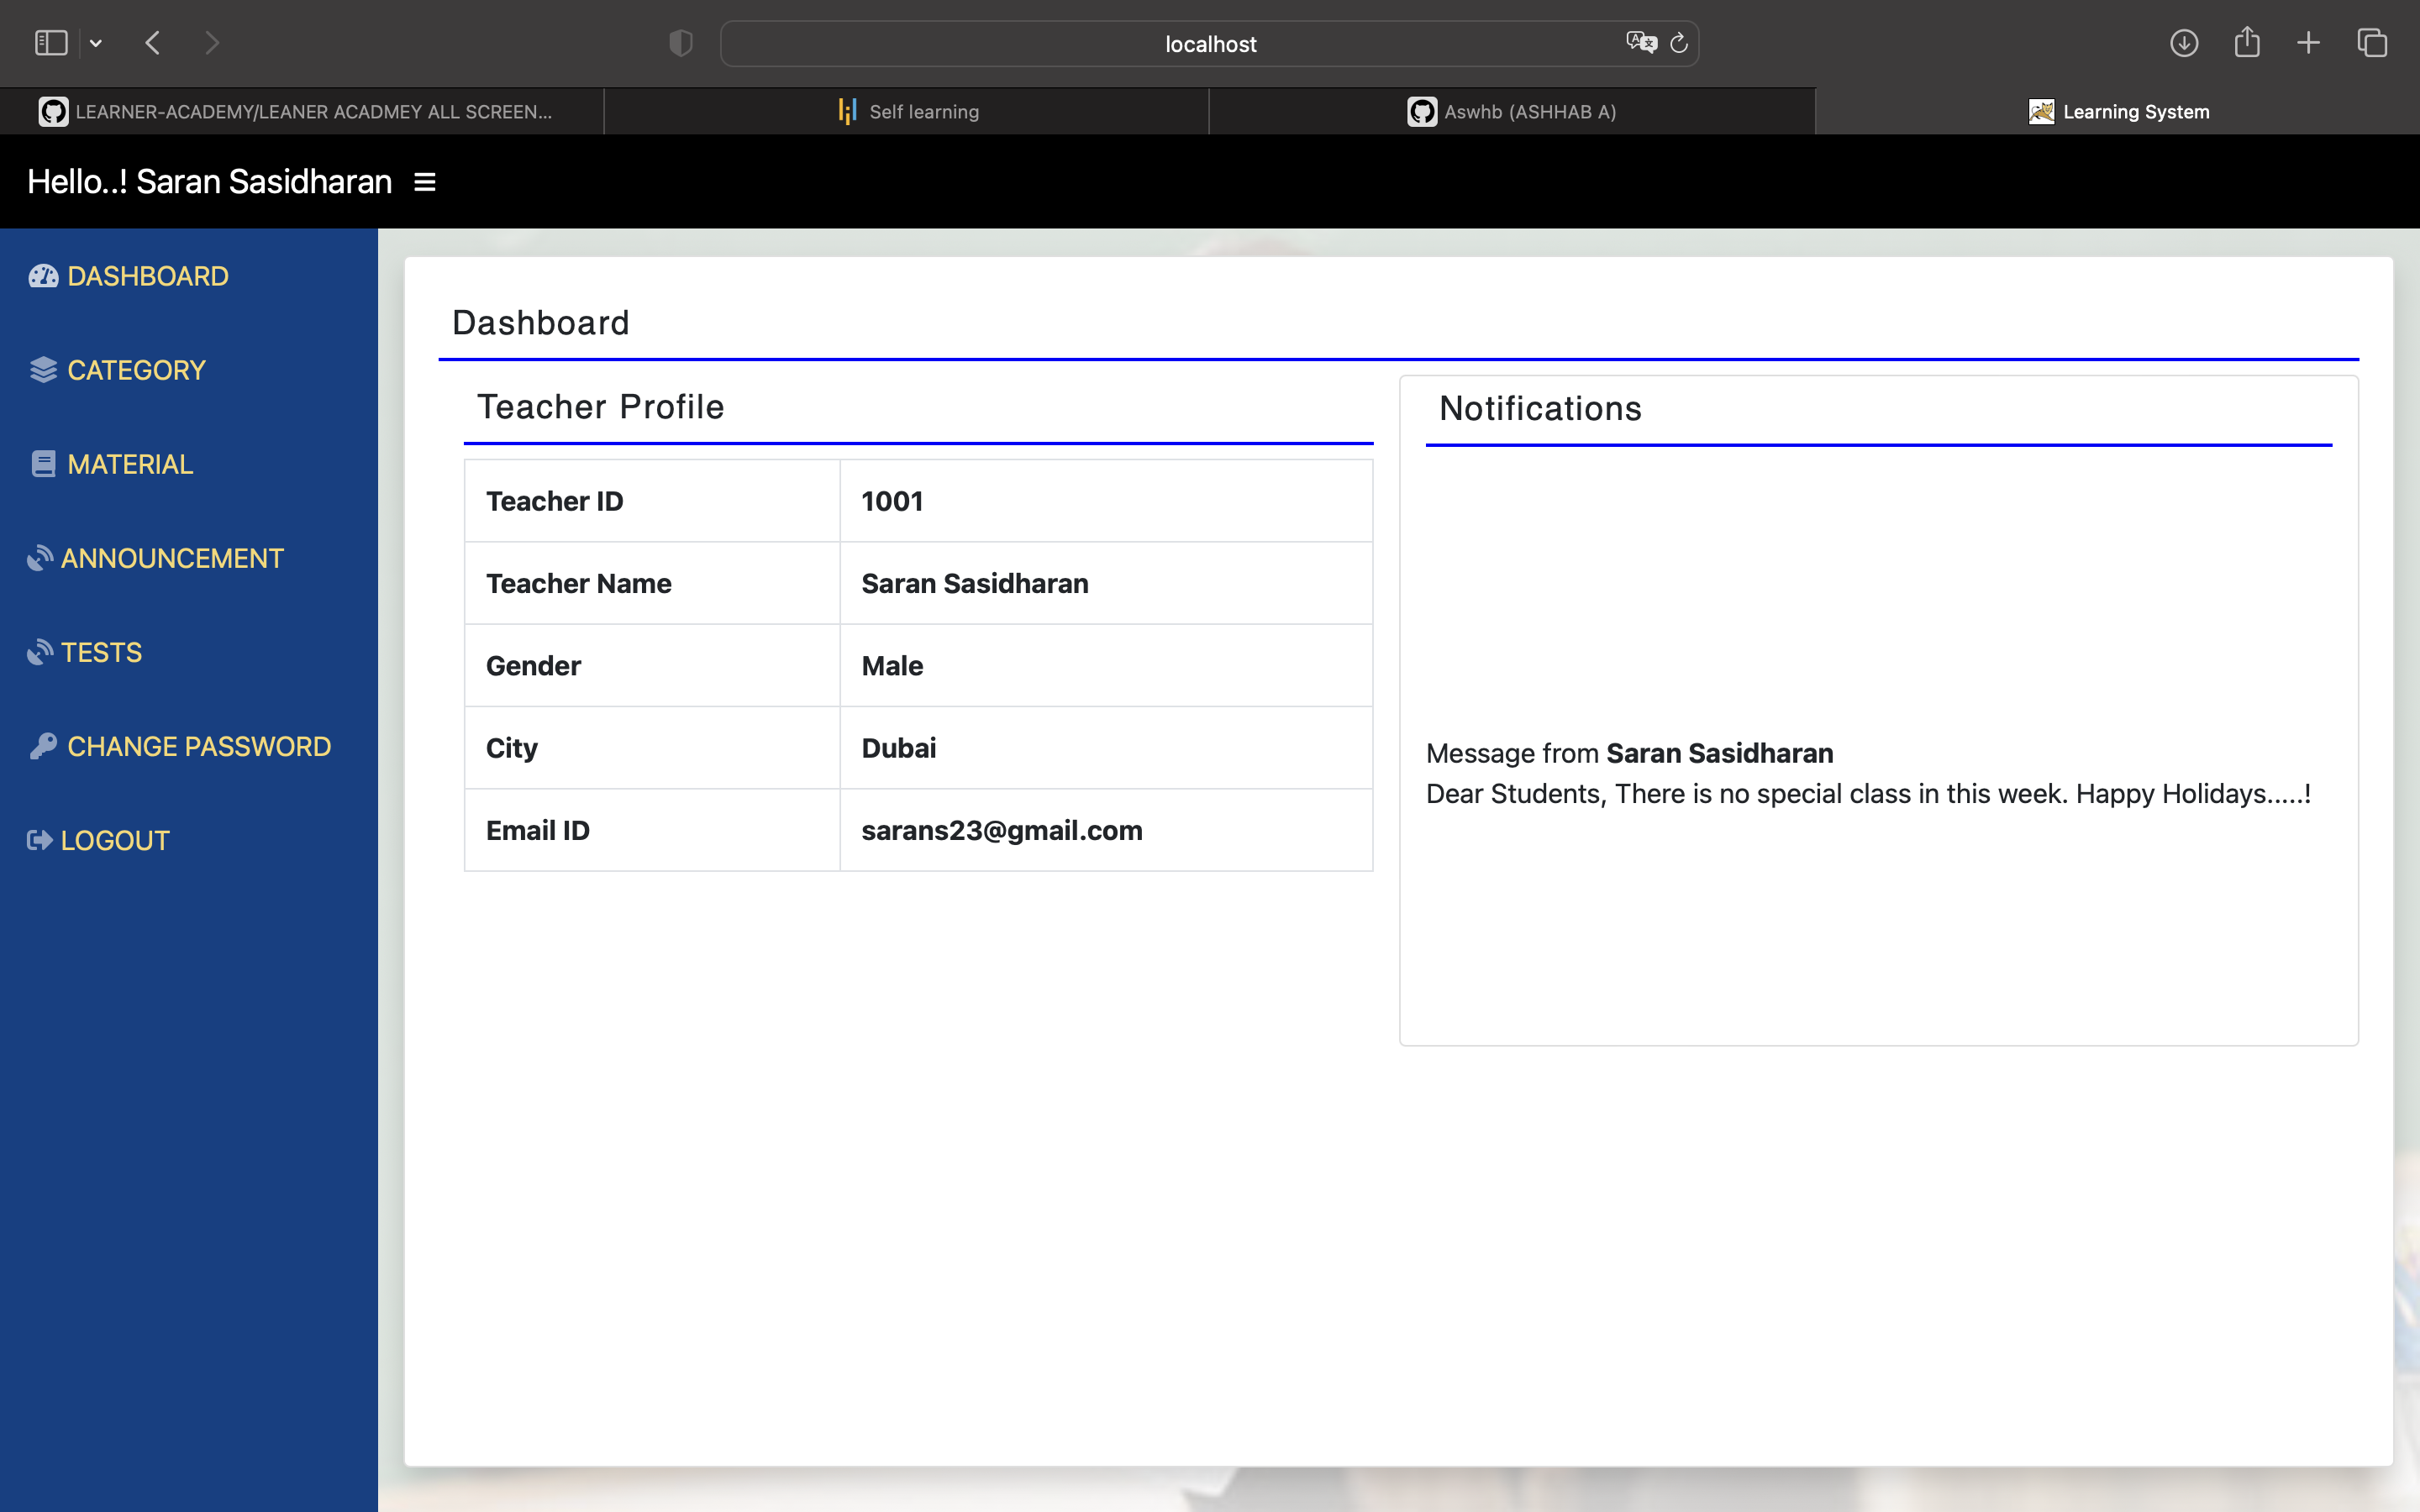 localhost
LEARNER-ACADEMY/LEANER ACADMEY ALL SCREEN...
Self learning
Aswhb (ASHHAB A)
Learning System
Hello..! Saran Sasidharan
DASHBOARD
CATEGORY
MATERIAL
ANNOUNCEMENT
TESTS
CHANGE PASSWORD
LOGOUT
Dashboard
Teacher Profile
Teacher ID 1001
Teacher Name Saran Sasidharan
Gender Male
City Dubai
Email ID sarans23@gmail.com
Notifications
Message from Saran Sasidharan
Dear Students, There is no special class in this week. Happy Holidays.....!